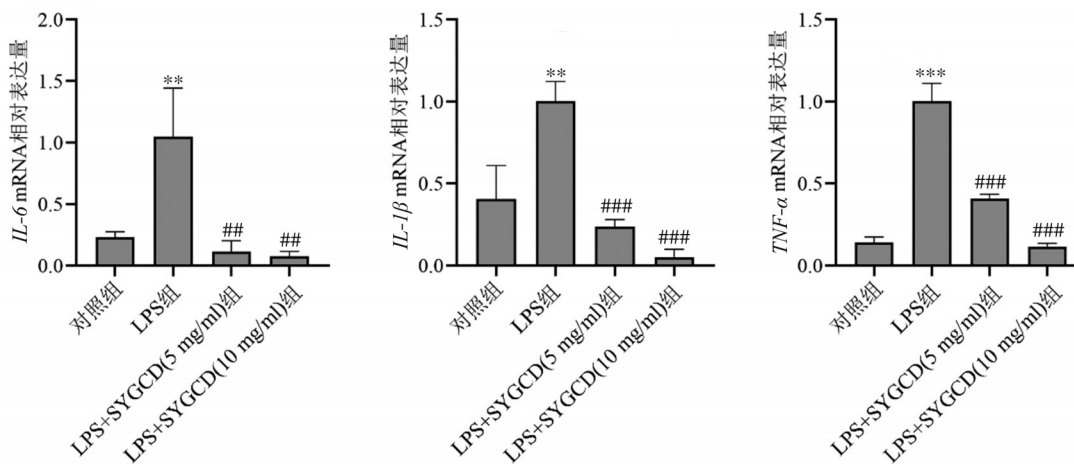 IL-6 mRNA相对表达量
2.0
1.5
1.0
0.5
0.0
**
##
##
对照组
LPS组
LPS+SYGCD(5 mg/ml)组
LPS+SYGCD(10 mg/ml)组
IL-1β mRNA相对表达量
1.5
1.0
0.5
0.0
**
###
###
对照组
LPS组
LPS+SYGCD(5 mg/ml)组
LPS+SYGCD(10 mg/ml)组
TNF-α mRNA相对表达量
1.5
1.0
0.5
0.0
***
###
###
对照组
LPS组
LPS+SYGCD(5 mg/ml)组
LPS+SYGCD(10 mg/ml)组